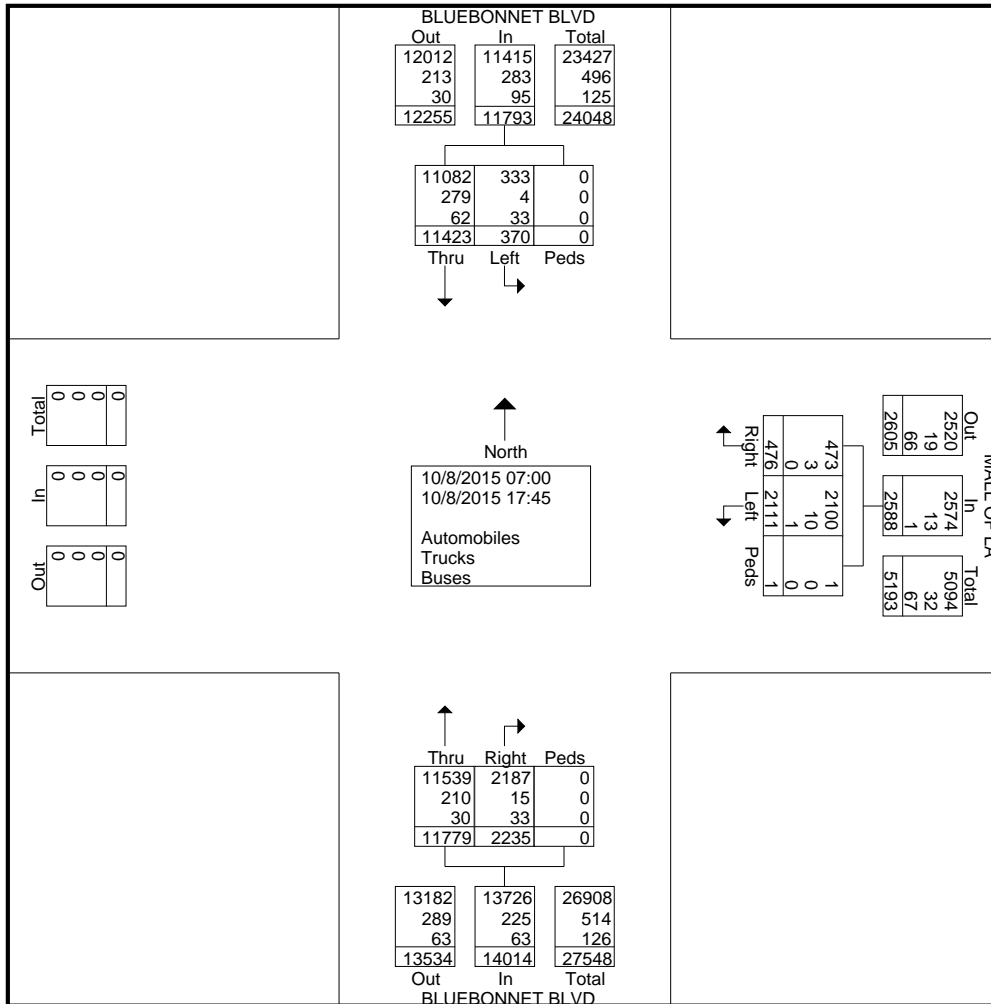 BLUEBONNET BLVD
Out In Total
12012 11415 23427
213 283 496
30 95 125
12255 11793 24048
11082 333 0
279 4 0
62 33 0
11423 370 0
Thru Left Peds
Total
0 0 0 0
In
0 0 0 0
Out
0 0 0 0
North
10/8/2015 07:00
10/8/2015 17:45
Automobiles
Trucks
Buses
Right Left Peds
473 2100 1
3 10 0
0 1 0
476 2111 1
MALL OF LA
Out In Total
2520 2574 5094
19 13 32
66 1 67
2605 2588 5193
Thru Right Peds
11539 2187 0
210 15 0
30 33 0
11779 2235 0
13182 13726 26908
289 225 514
63 63 126
13534 14014 27548
Out In Total
BLUEBONNET BLVD